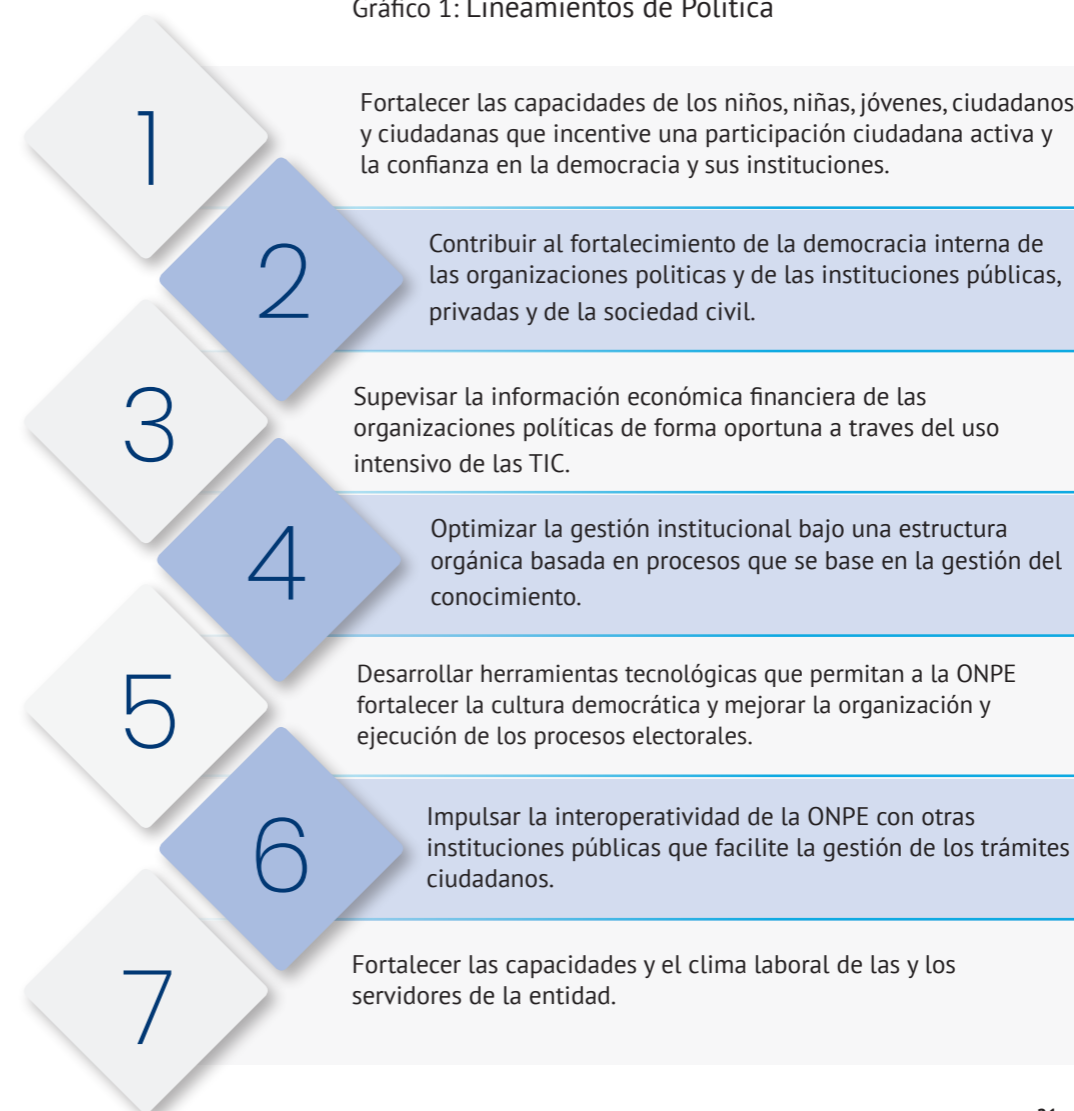 Gráfico 1: Lineamientos de Política
1
Fortalecer las capacidades de los niños, niñas, jóvenes, ciudadanos
y ciudadanas que incentive una participación ciudadana activa y
la confianza en la democracia y sus instituciones.
2
Contribuir al fortalecimiento de la democracia interna de
las organizaciones politicas y de las instituciones públicas,
privadas y de la sociedad civil.
3
Supevisar la información económica financiera de las
organizaciones políticas de forma oportuna a traves del uso
intensivo de las TIC.
4
Optimizar la gestión institucional bajo una estructura
orgánica basada en procesos que se base en la gestión del
conocimiento.
5
Desarrollar herramientas tecnológicas que permitan a la ONPE
fortalecer la cultura democrática y mejorar la organización y
ejecución de los procesos electorales.
6
Impulsar la interoperatividad de la ONPE con otras
instituciones públicas que facilite la gestión de los trámites
ciudadanos.
7
Fortalecer las capacidades y el clima laboral de las y los
servidores de la entidad.